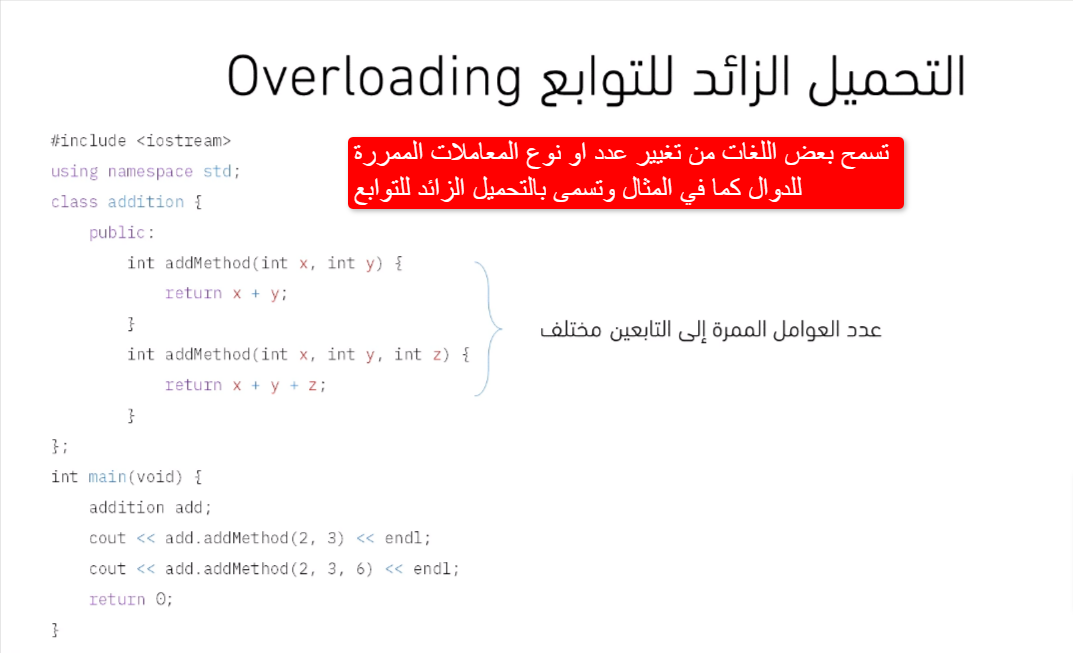 التحميل الزائد للتوابع Overloading
تسمح بعض اللغات من تغيير عدد او نوع المعاملات الممررة
للدوال كما في المثال وتسمى بالتحميل الزائد للتوابع
#include <iostream>
using namespace std;
class addition {
    public:
        int addMethod(int x, int y) {
            return x + y;
        }
        int addMethod(int x, int y, int z) {
            return x + y + z;
        }
};
عدد العوامل الممرة إلى التابعين مختلف
int main(void) {
    addition add;
    cout << add.addMethod(2, 3) << endl;
    cout << add.addMethod(2, 3, 6) << endl;
    return 0;
}